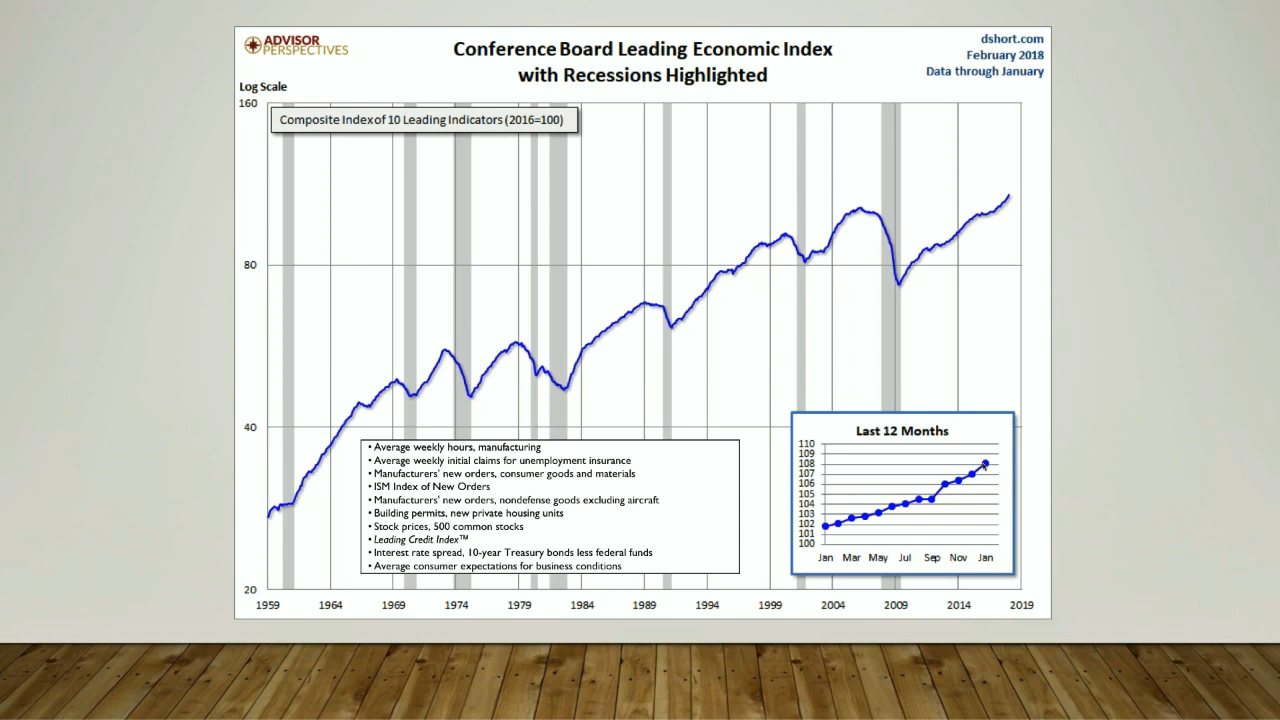 ADVISOR
PERSPECTIVES
Conference Board Leading Economic Index
with Recessions Highlighted
dshort.com
February 2018
Data through January
Log Scale
160
80
40
20
Composite Index of 10 Leading Indicators (2016=100)
• Average weekly hours, manufacturing
• Average weekly initial claims for unemployment insurance
• Manufacturers' new orders, consumer goods and materials
• ISM Index of New Orders
• Manufacturers' new orders, nondefense goods excluding aircraft
• Building permits, new private housing units
• Stock prices, 500 common stocks
• Leading Credit Index™
• Interest rate spread, 10-year Treasury bonds less federal funds
• Average consumer expectations for business conditions
Last 12 Months
110
109
108
107
106
105
104
103
102
101
100
Jan Mar May Jul Sep Nov Jan
1959 1964 1969 1974 1979 1984 1989 1994 1999 2004 2009 2014 2019